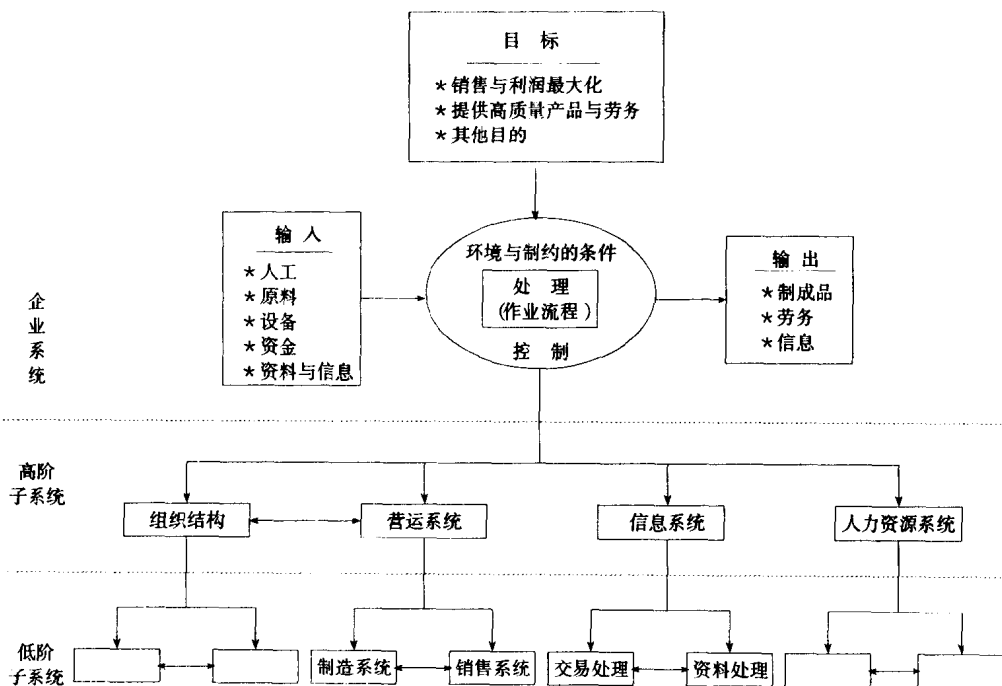 目 标
＊销售与利润最大化
＊提供高质量产品与劳务
＊其他目的
输 入
＊人工
＊原料
＊设备
＊资金
＊资料与信息
环境与制约的条件
处 理
(作业流程)
控 制
输 出
＊制成品
＊劳务
＊信息
企业系统
高阶
子系统
组织结构
营运系统
信息系统
人力资源系统
低阶
子系统
制造系统
销售系统
交易处理
资料处理